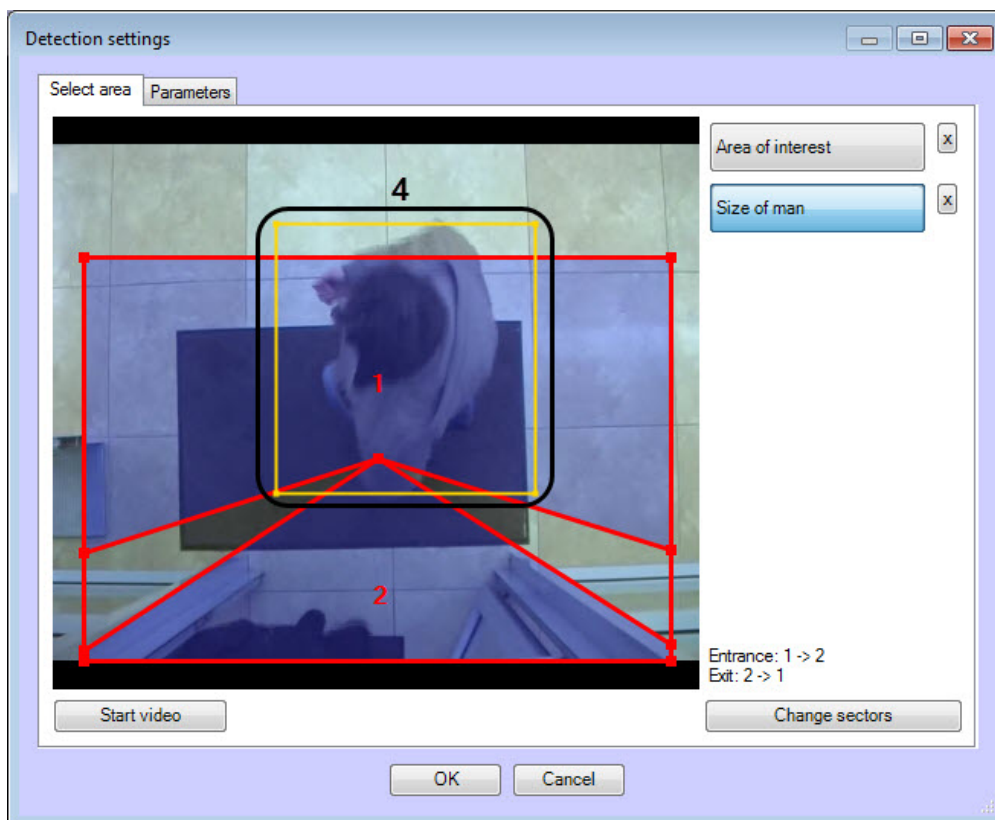 Detection settings
Select area
Parameters
Area of interest
x
Size of man
x
4
1
2
Entrance: 1 -> 2
Exit: 2 -> 1
Start video
Change sectors
OK
Cancel